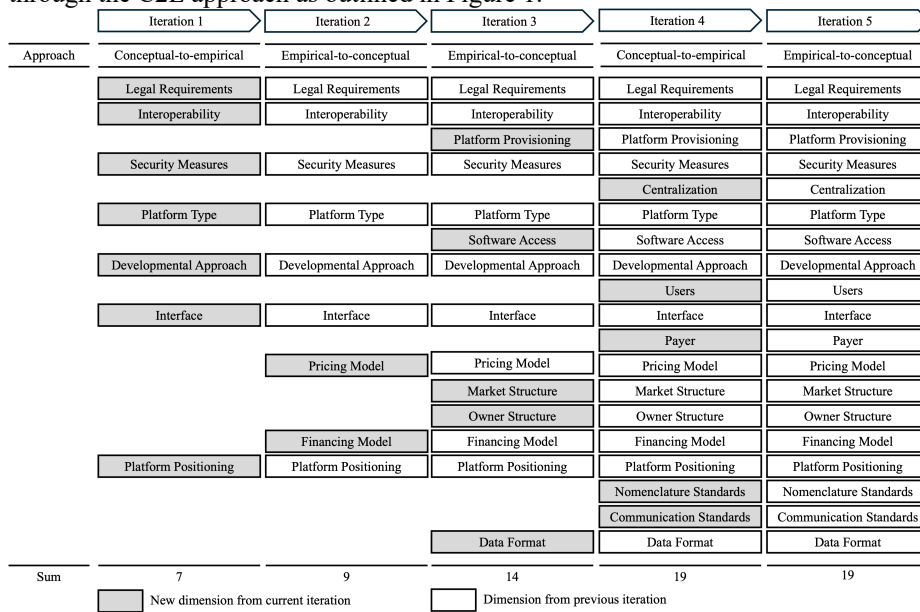 through the C2E approach as outlined in Figure 1.
Iteration 1 Iteration 2 Iteration 3 Iteration 4 Iteration 5
Approach Conceptual-to-empirical Empirical-to-conceptual Empirical-to-conceptual Conceptual-to-empirical Empirical-to-conceptual
Legal Requirements Legal Requirements Legal Requirements Legal Requirements Legal Requirements
Interoperability Interoperability Interoperability Interoperability Interoperability
Platform Provisioning Platform Provisioning Platform Provisioning
Security Measures Security Measures Security Measures Security Measures Security Measures
Centralization Centralization
Platform Type Platform Type Platform Type Platform Type Platform Type
Software Access Software Access Software Access
Developmental Approach Developmental Approach Developmental Approach Developmental Approach Developmental Approach
Users Users
Interface Interface Interface Interface Interface
Payer Payer
Pricing Model Pricing Model Pricing Model Pricing Model
Market Structure Market Structure Market Structure
Owner Structure Owner Structure Owner Structure
Financing Model Financing Model Financing Model Financing Model
Platform Positioning Platform Positioning Platform Positioning Platform Positioning Platform Positioning
Nomenclature Standards Nomenclature Standards
Communication Standards Communication Standards
Data Format Data Format Data Format
Sum 7 9 14 19 19
New dimension from current iteration Dimension from previous iteration